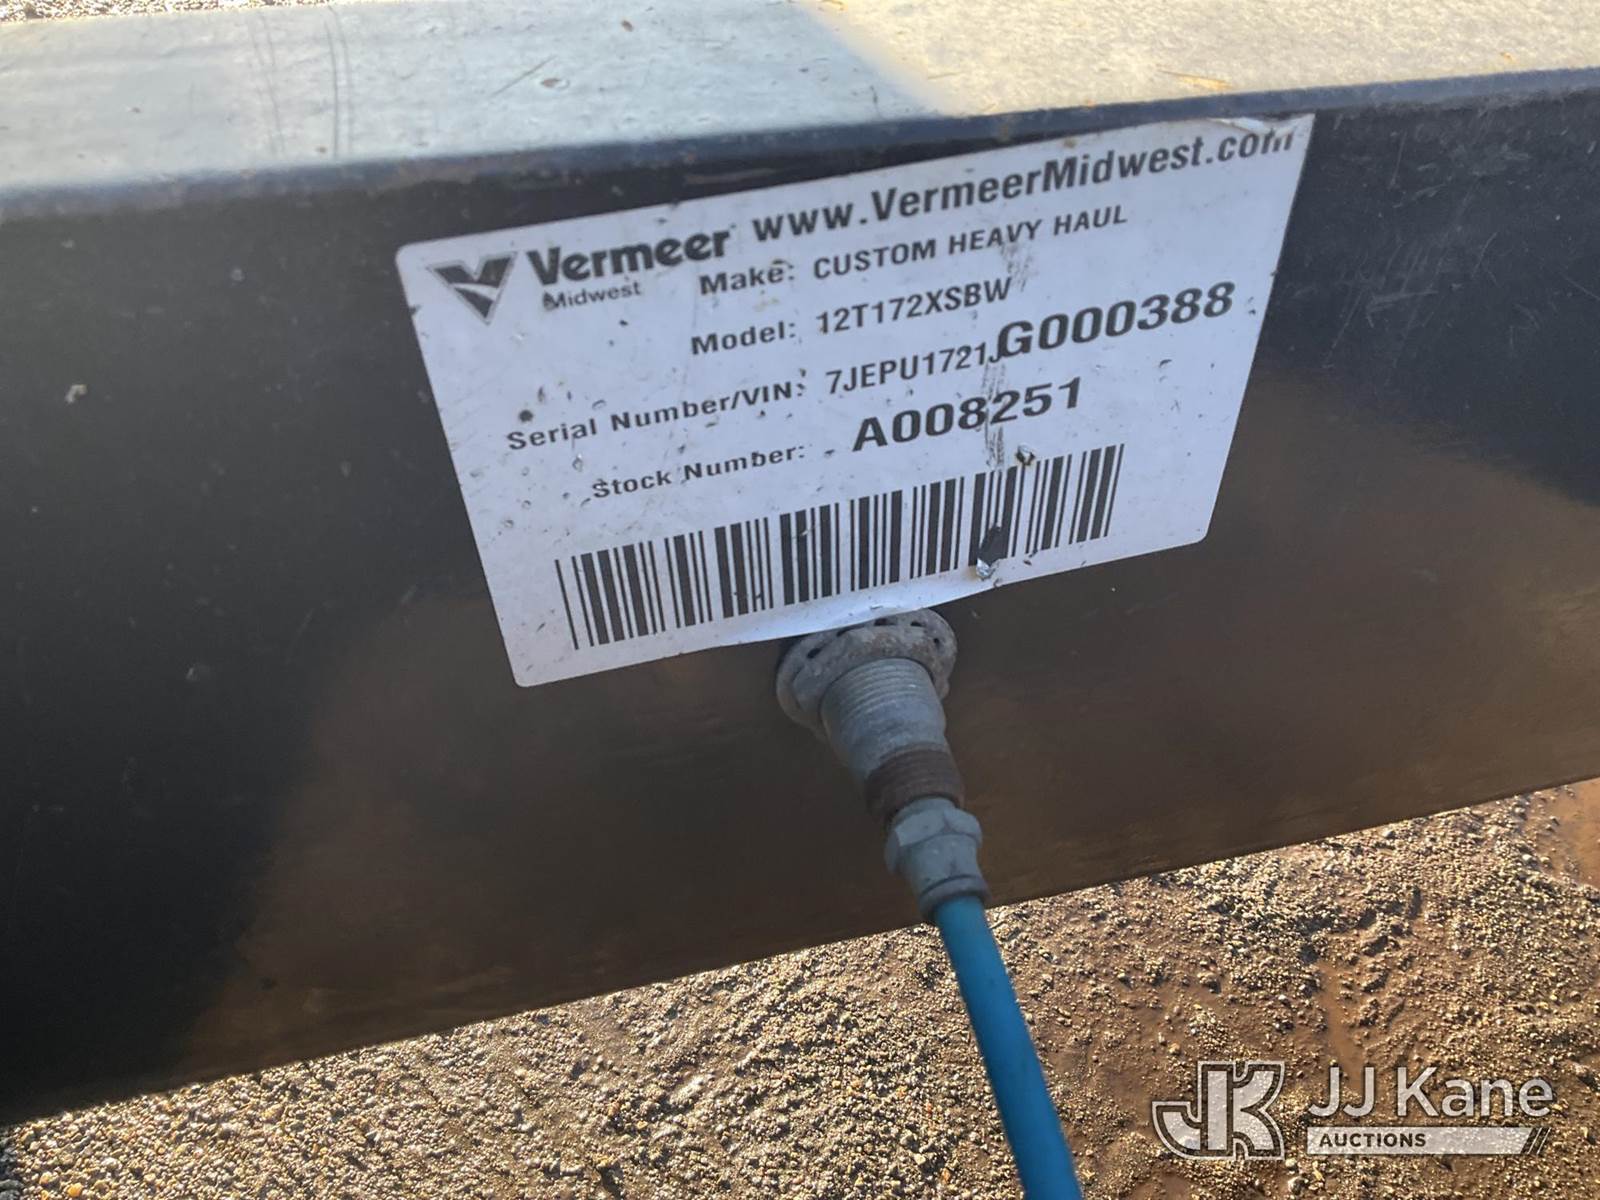 Vermeer www.VermeerMidwest.com
Midwest
Make: CUSTOM HEAVY HAUL
Model: 12T172XSBW
Serial Number/VIN: 7JEPU1721JG000388
Stock Number: A008251
JK JJ Kane
AUCTIONS